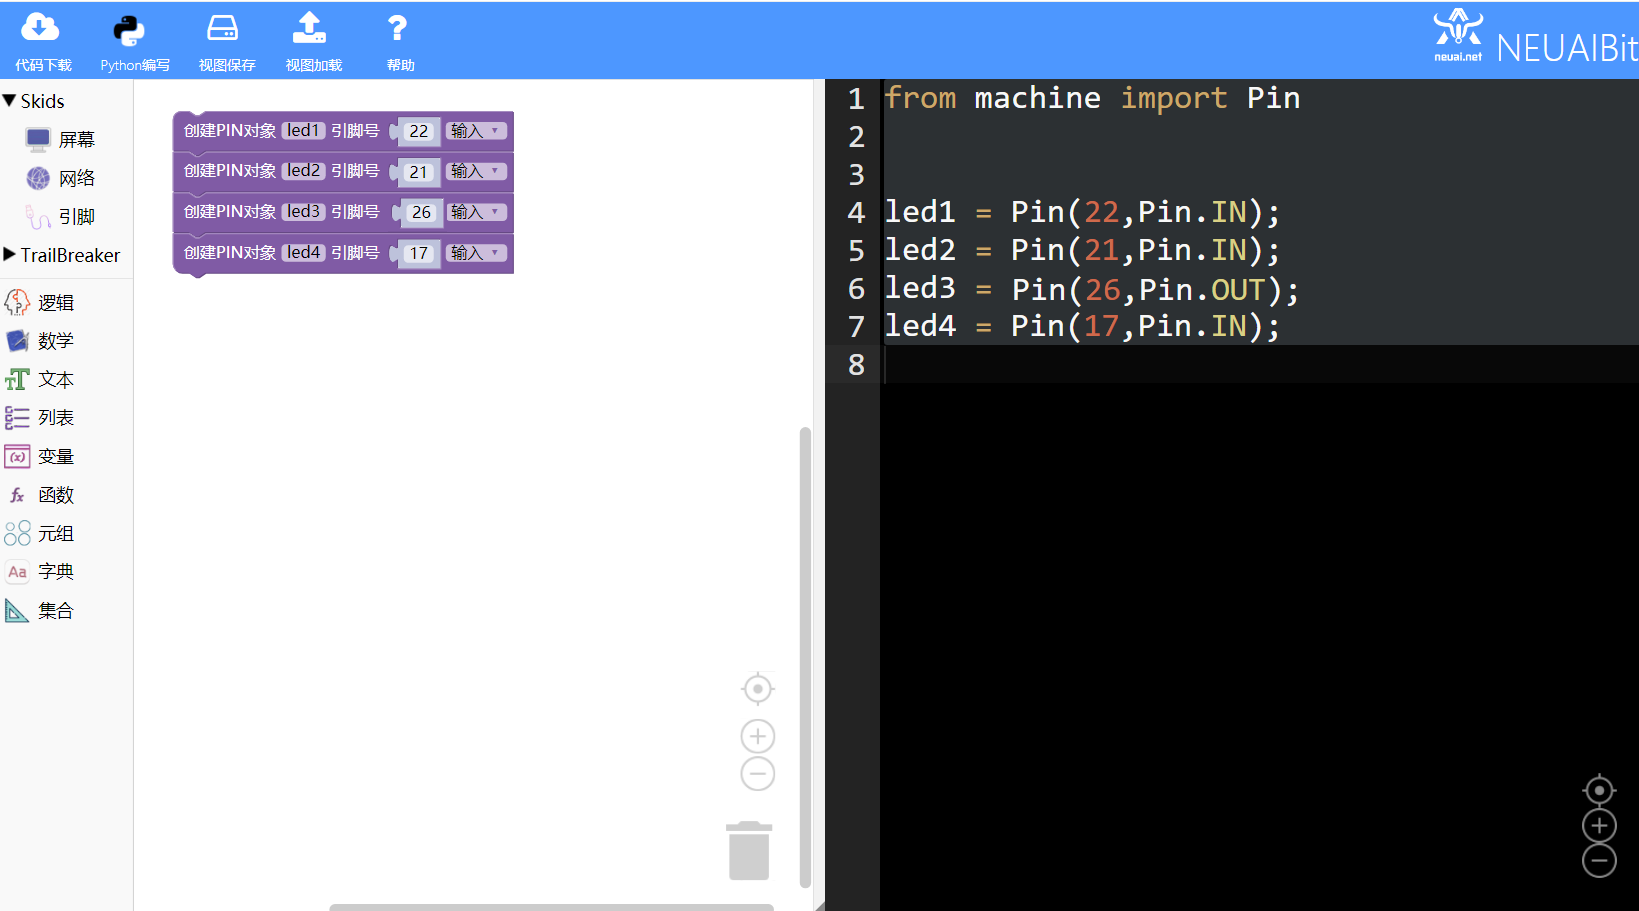 代码下载 Python编写 视图保存 视图加载 帮助
neuai.net NEUAIBit
Skids
屏幕
网络
引脚
TrailBreaker
逻辑
数学
文本
列表
变量
函数
元组
Aa 字典
集合
创建PIN对象 led1 引脚号 22 输入
创建PIN对象 led2 引脚号 21 输入
创建PIN对象 led3 引脚号 26 输入
创建PIN对象 led4 引脚号 17 输入
1 from machine import Pin
2
3
4 led1 = Pin(22,Pin.IN);
5 led2 = Pin(21,Pin.IN);
6 led3 = Pin(26,Pin.OUT);
7 led4 = Pin(17,Pin.IN);
8